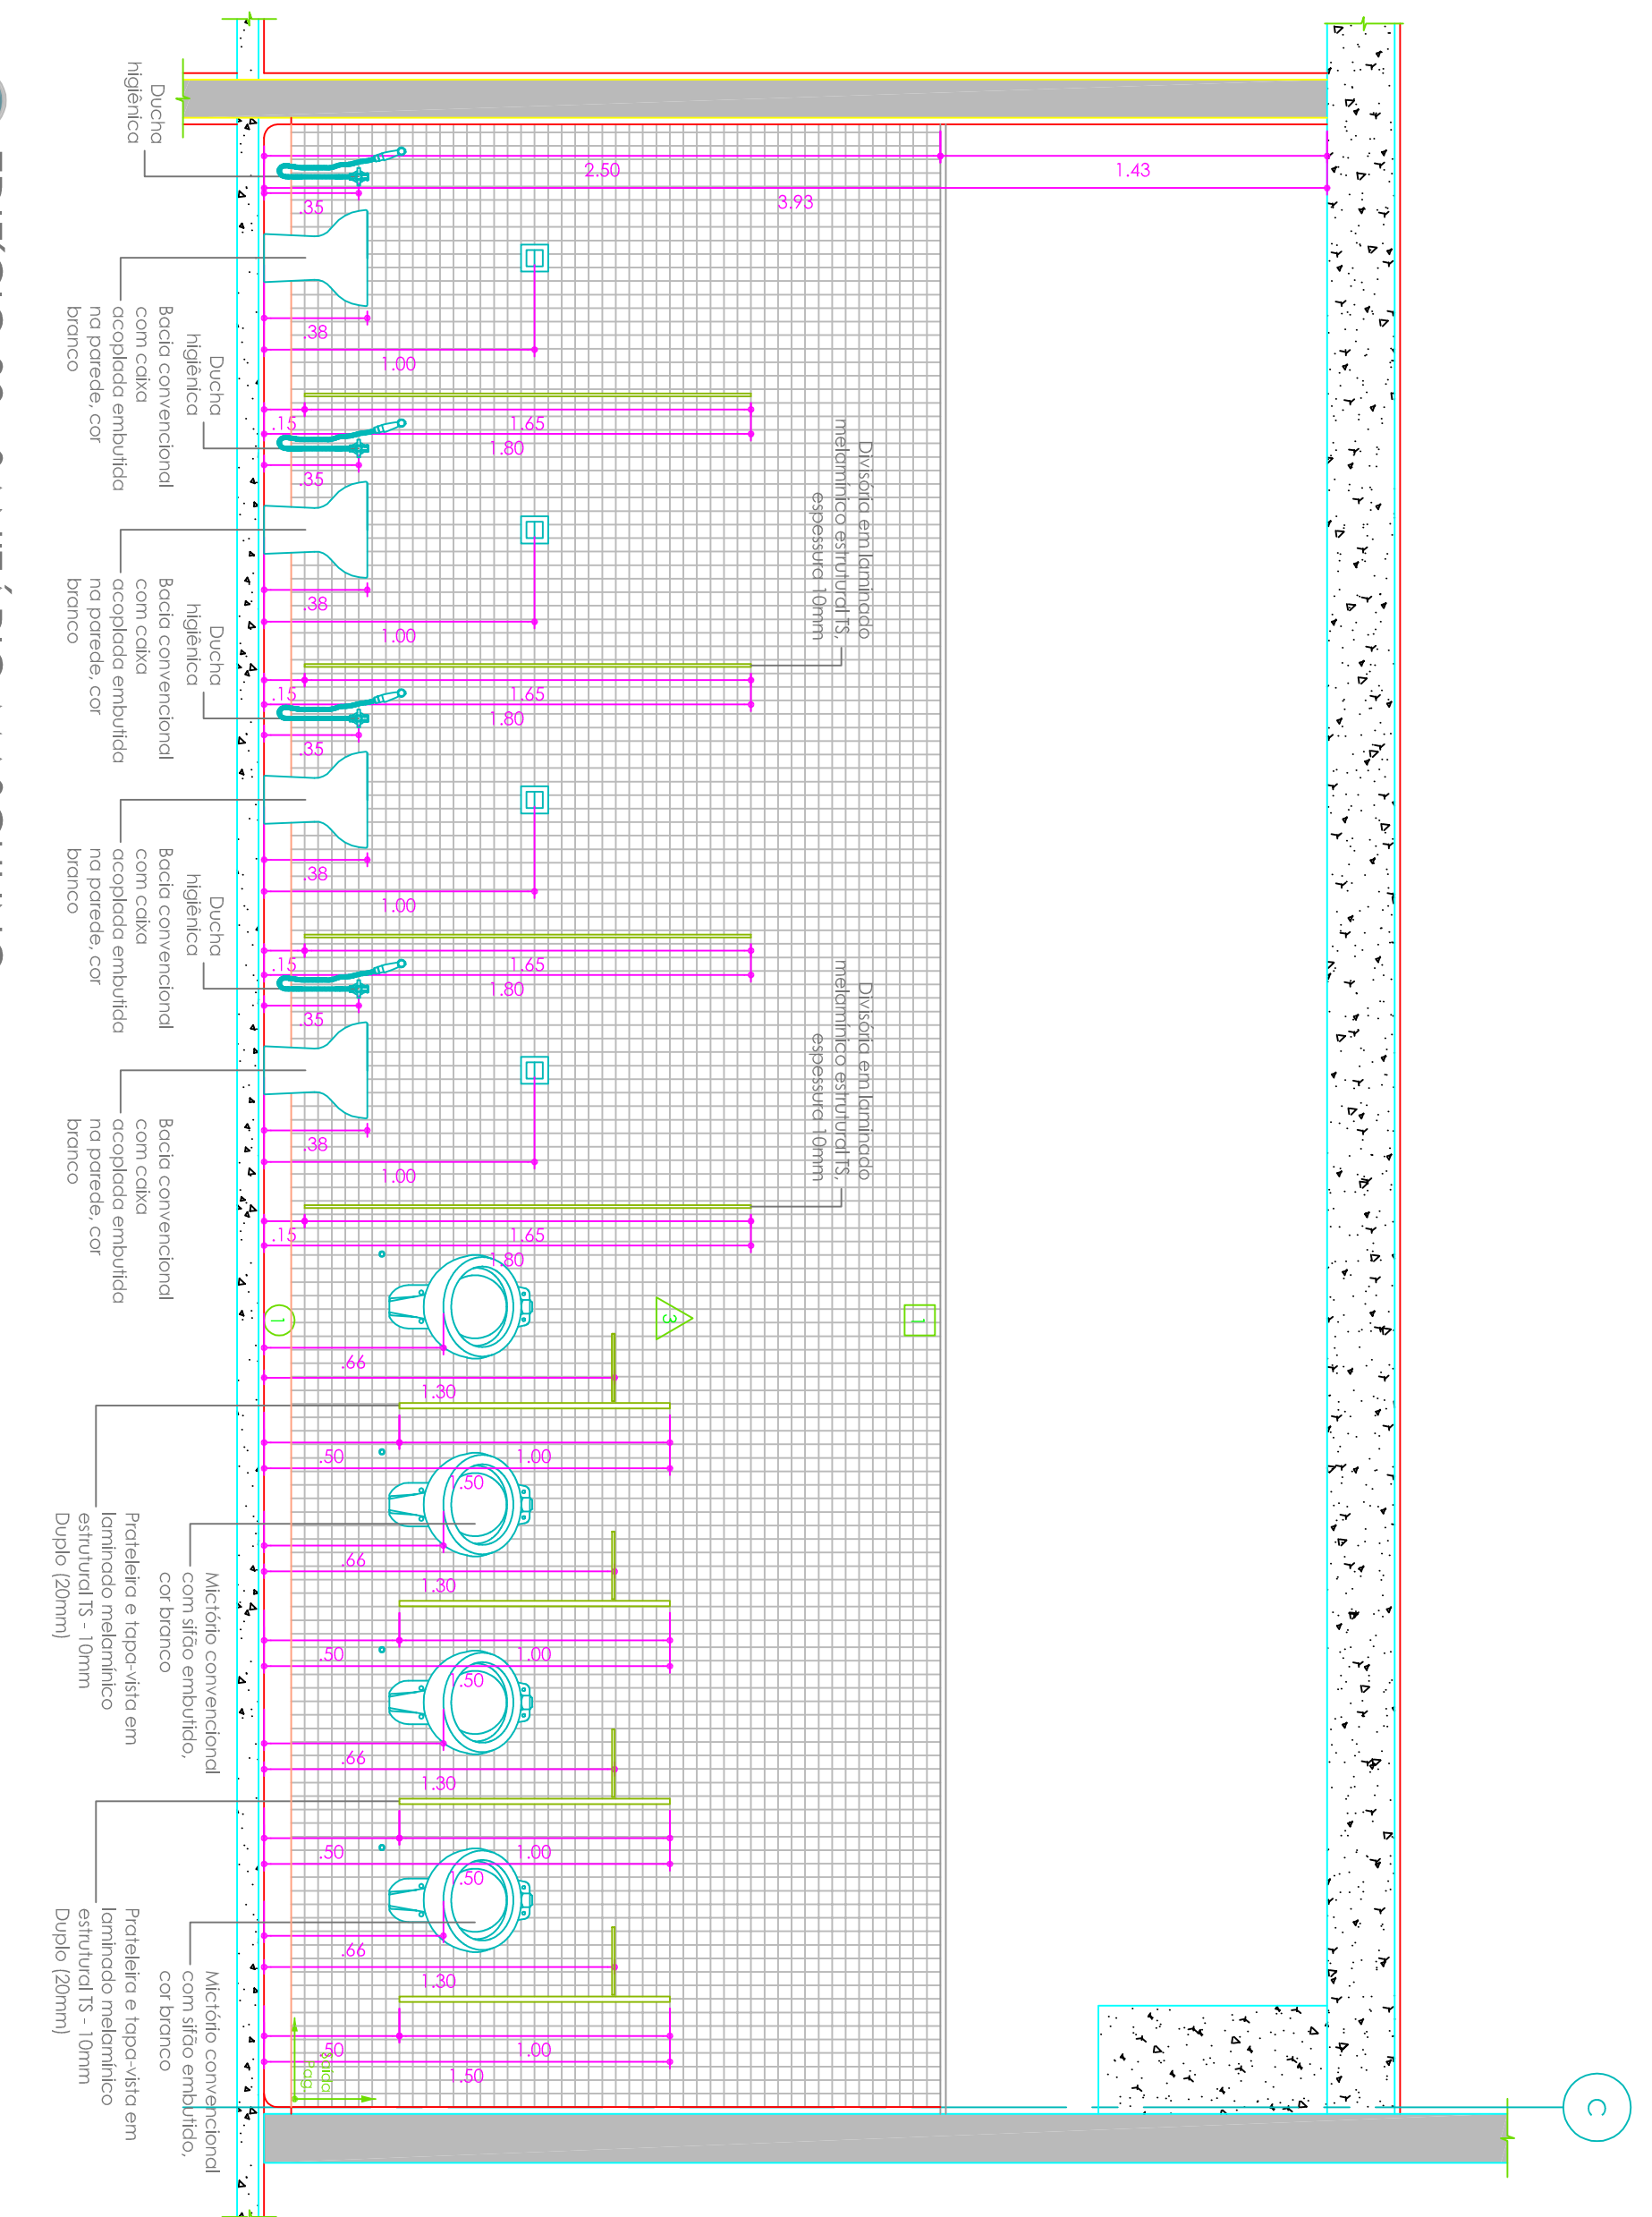 C
1.43
2.50
3.93
Ducha
higiênica
.35
Bacia convencional
com caixa
acoplada embutida
na parede, cor
branco
.38
1.00
Ducha
higiênica
.15
1.65
1.80
.35
Divisória em laminado
melamínico estrutural TS,
espessura 10mm
Bacia convencional
com caixa
acoplada embutida
na parede, cor
branco
.38
1.00
Ducha
higiênica
.15
1.65
1.80
.35
Bacia convencional
com caixa
acoplada embutida
na parede, cor
branco
.38
1.00
Ducha
higiênica
.15
1.65
1.80
.35
Divisória em laminado
melamínico estrutural TS,
espessura 10mm
Bacia convencional
com caixa
acoplada embutida
na parede, cor
branco
.38
1.00
.15
1.65
1.80
1
3
1
.66
1.30
.50
1.00
1.50
Prateleira e tapa-vista em
laminado melamínico
estrutural TS - 10mm
Duplo (20mm)
Mictório convencional
com sifão embutido,
cor branco
.66
1.30
.50
1.00
1.50
.66
1.30
.50
1.00
1.50
Prateleira e tapa-vista em
laminado melamínico
estrutural TS - 10mm
Duplo (20mm)
Mictório convencional
com sifão embutido,
cor branco
.66
1.30
.50
1.00
1.50